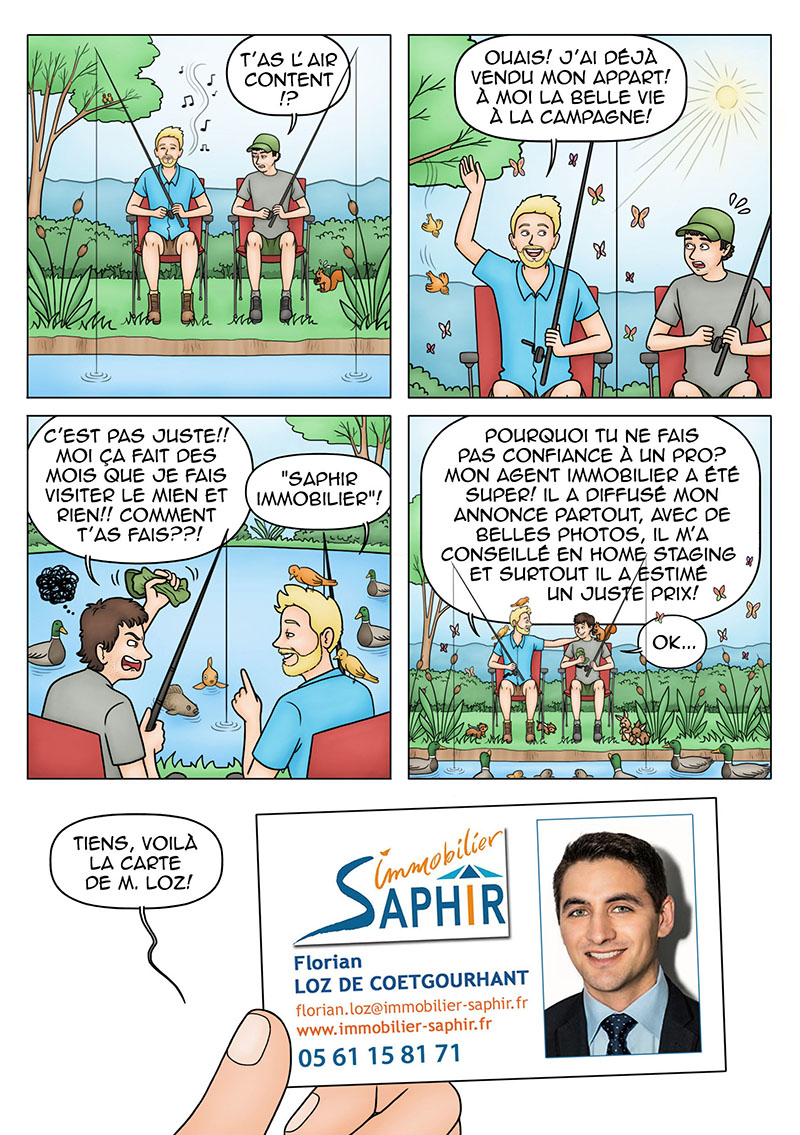 T'AS L'AIR
CONTENT
!?
OUAIS! J'AI DÉJÀ
VENDU MON APPART!
À MOI LA BELLE VIE
À LA CAMPAGNE!
C'EST PAS JUSTE!!
MOI ÇA FAIT DES
MOIS QUE JE FAIS
VISITER LE MIEN ET
RIEN!! COMMENT
T'AS FAIS??!
"SAPHIR
IMMOBILIER"!
POURQUOI TU NE FAIS
PAS CONFIANCE À UN PRO?
MON AGENT IMMOBILIER A ÉTÉ
SUPER! IL A DIFFUSÉ MON
ANNONCE PARTOUT, AVEC DE
BELLES PHOTOS, IL M'A
CONSEILLÉ EN HOME STAGING
ET SURTOUT IL A ESTIMÉ
UN JUSTE PRIX!
OK...
TIENS, VOILÀ
LA CARTE
DE M. LOZ!
immobilier
SAPHIR
Florian
LOZ DE COETGOURHANT
florian.loz@immobilier-saphir.fr
www.immobilier-saphir.fr
05 61 15 81 71